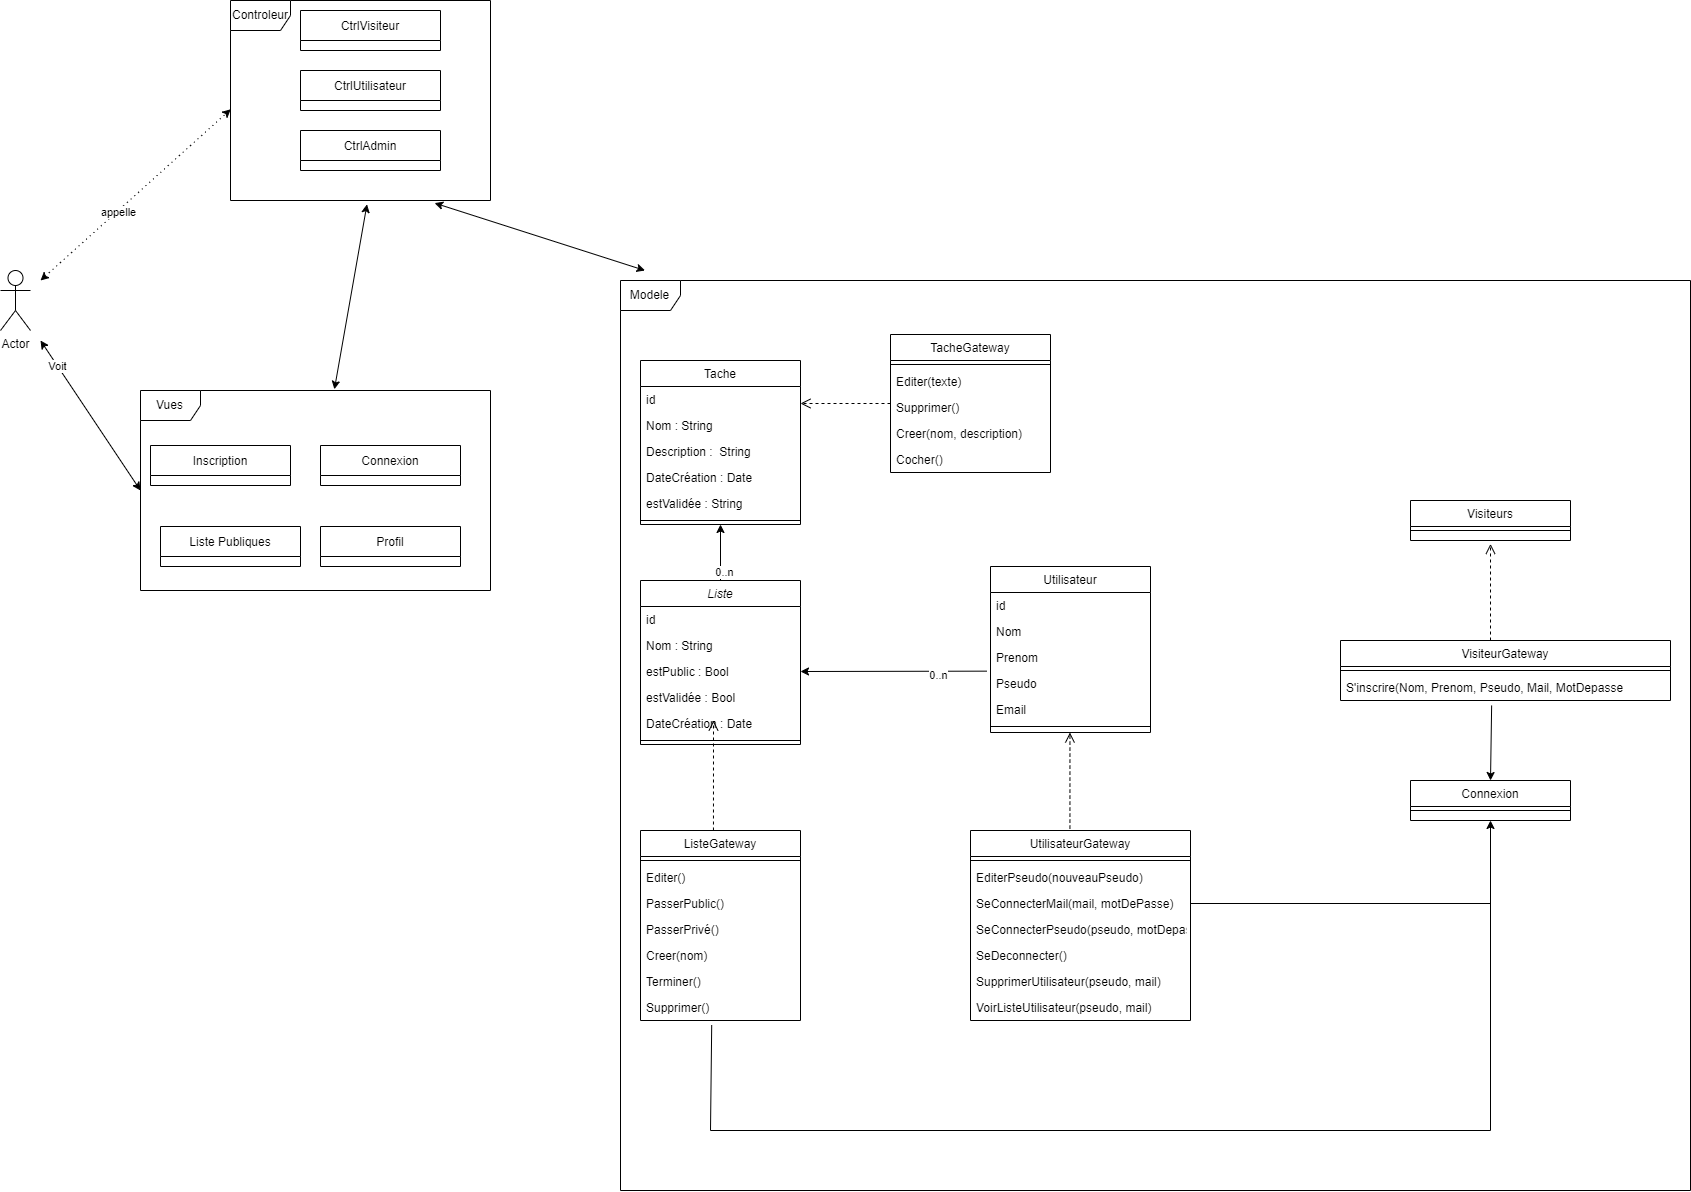 Controleur
CtrlVisiteur
CtrlUtilisateur
CtrlAdmin
appelle
Actor
Voit
Vues
Inscription
Connexion
Liste Publiques
Profil
Modele
Tache
id
Nom : String
Description :  String
DateCréation : Date
estValidée : String
TacheGateway
Editer(texte)
Supprimer()
Creer(nom, description)
Cocher()
0..n
Liste
id
Nom : String
estPublic : Bool
estValidée : Bool
DateCréation : Date
0..n
Utilisateur
id
Nom
Prenom
Pseudo
Email
Visiteurs
VisiteurGateway
S'inscrire(Nom, Prenom, Pseudo, Mail, MotDepasse
Connexion
ListeGateway
Editer()
PasserPublic()
PasserPrivé()
Creer(nom)
Terminer()
Supprimer()
UtilisateurGateway
EditerPseudo(nouveauPseudo)
SeConnecterMail(mail, motDePasse)
SeConnecterPseudo(pseudo, motDepa
SeDeconnecter()
SupprimerUtilisateur(pseudo, mail)
VoirListeUtilisateur(pseudo, mail)